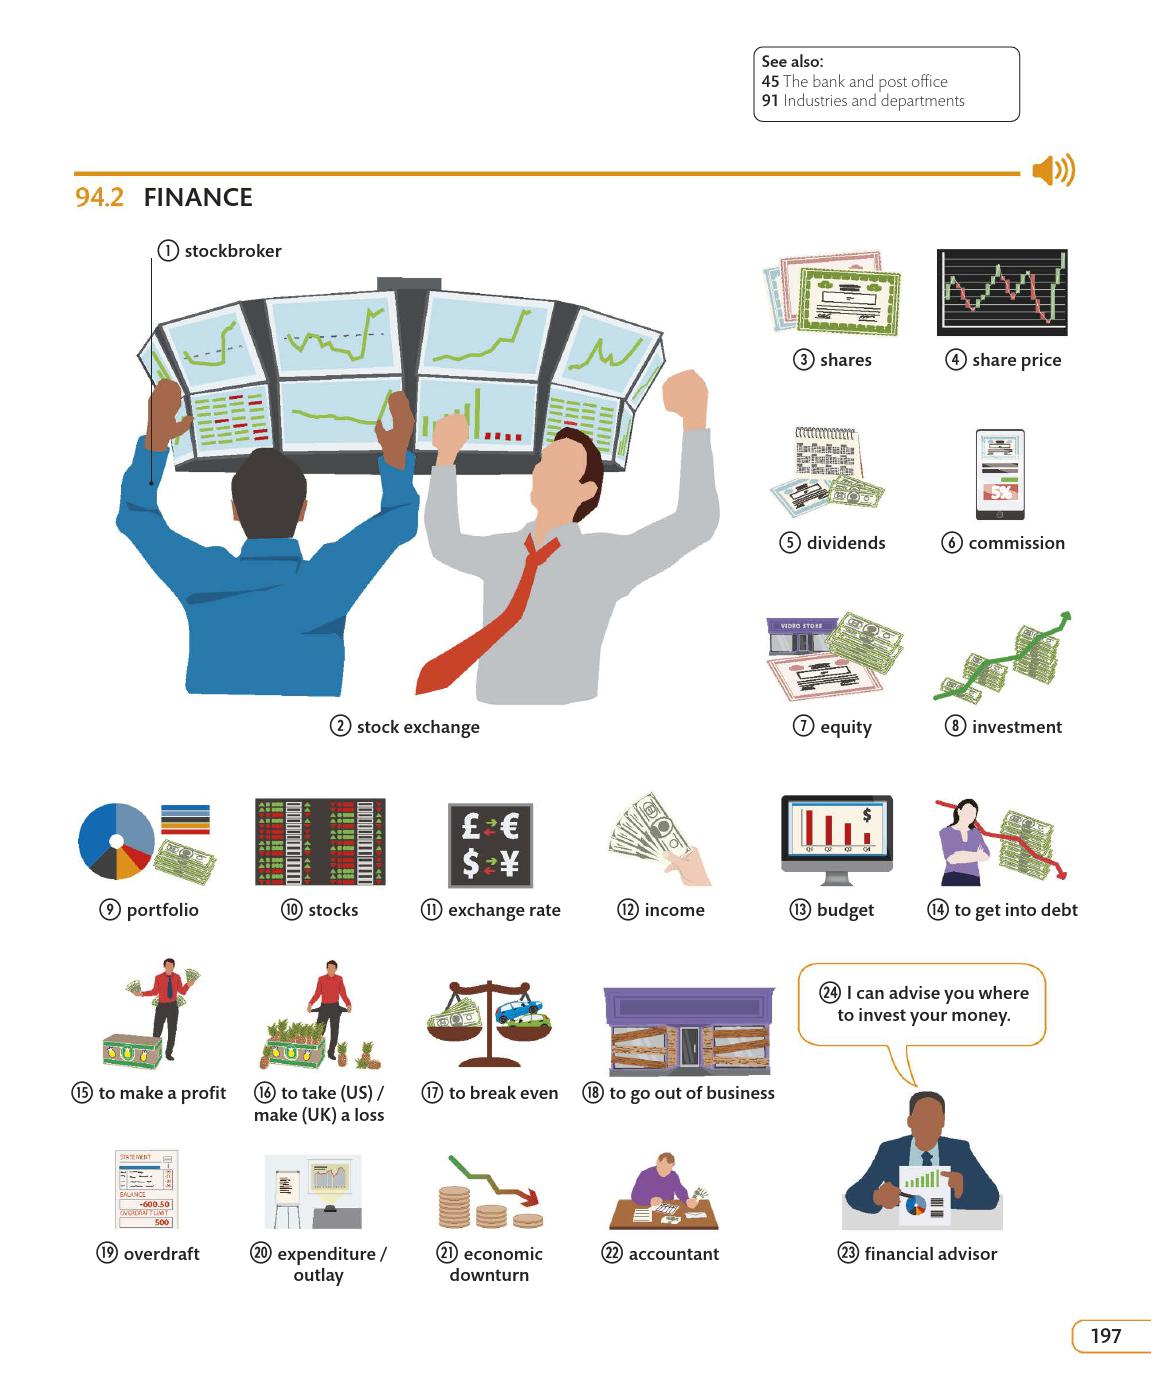 See also:
45 The bank and post office
91 Industries and departments
94.2 FINANCE
1 stockbroker
2 stock exchange
3 shares
4 share price
5%
5 dividends
6 commission
VIDEO STORE
7 equity
8 investment
£ €
$ ¥
$
Q1 Q2 Q3 Q4
9 portfolio
10 stocks
11 exchange rate
12 income
13 budget
14 to get into debt
15 to make a profit
16 to take (US) /
make (UK) a loss
17 to break even
18 to go out of business
24 I can advise you where
to invest your money.
STATEMENT
BALANCE
-600.50
OVERDRAFT LIMIT
500
19 overdraft
20 expenditure /
outlay
21 economic
downturn
22 accountant
23 financial advisor
197